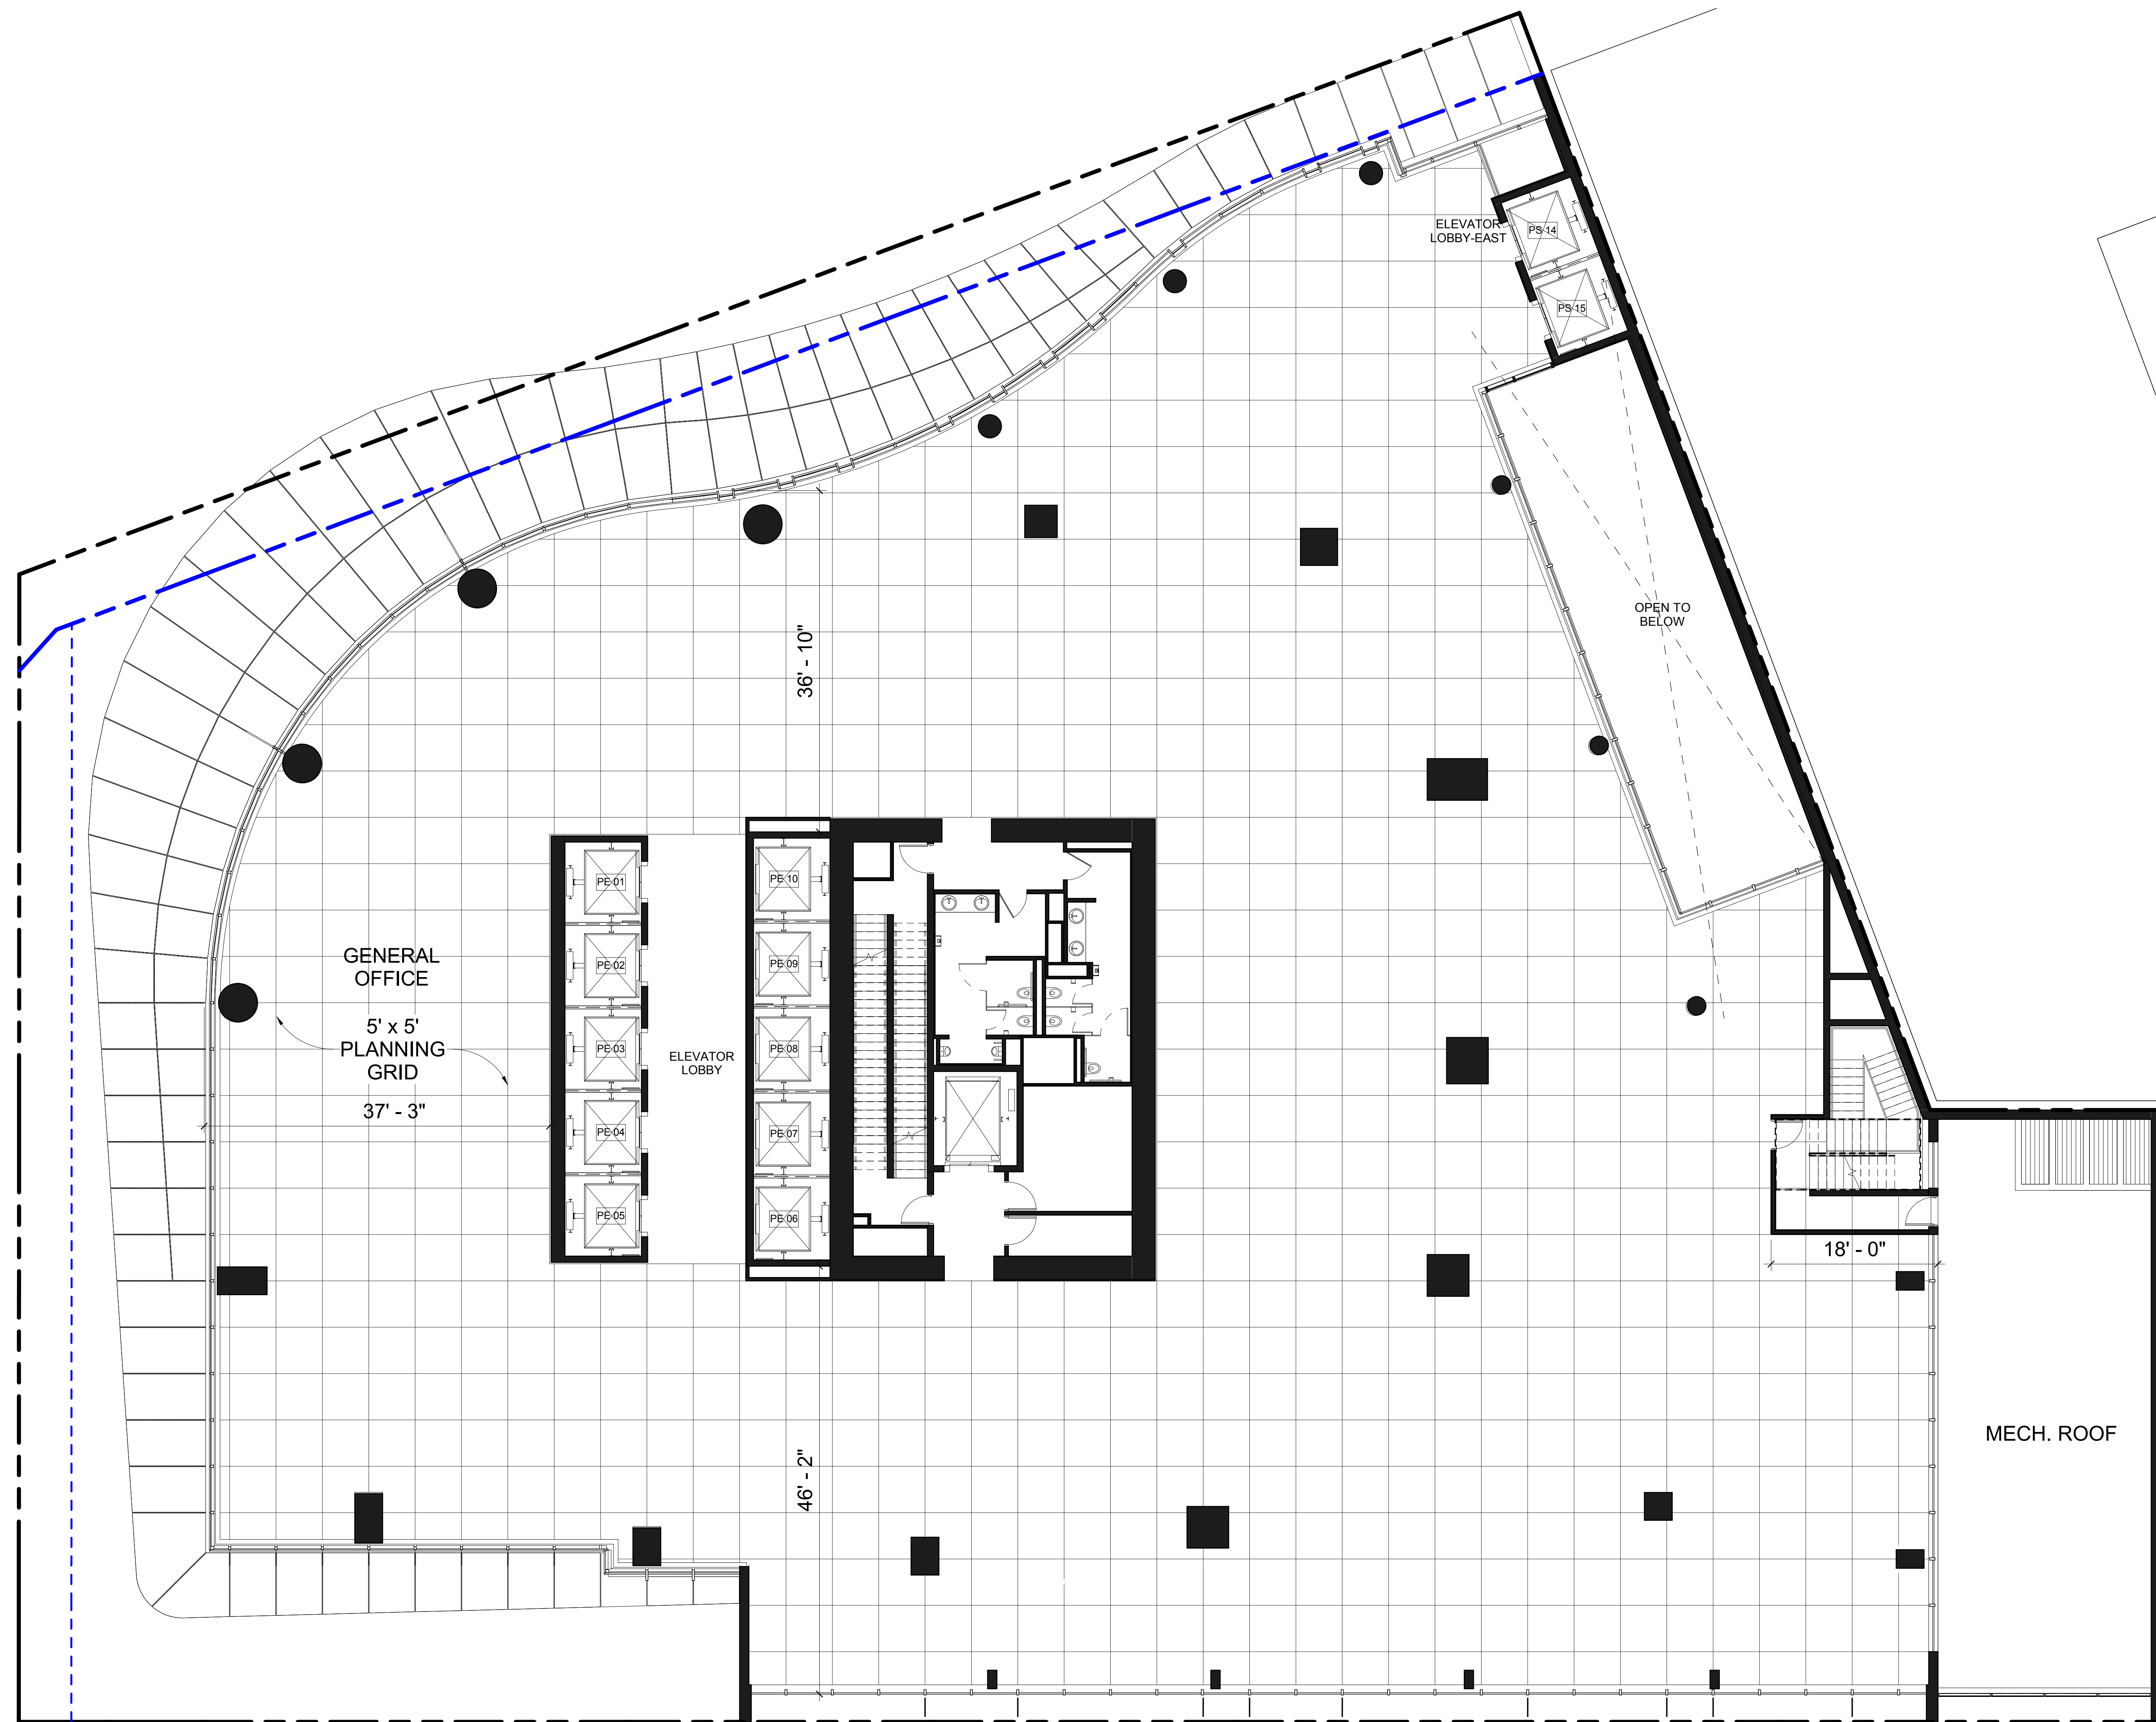 ELEVATOR
LOBBY-EAST
PS 14
PS 15
OPEN TO
BELOW
36' - 10"
PE 01
PE 02
PE 03
PE 04
PE 05
PE 10
PE 09
PE 08
PE 07
PE 06
ELEVATOR
LOBBY
GENERAL
OFFICE
5' x 5'
PLANNING
GRID
37' - 3"
18' - 0"
MECH. ROOF
46' - 2"